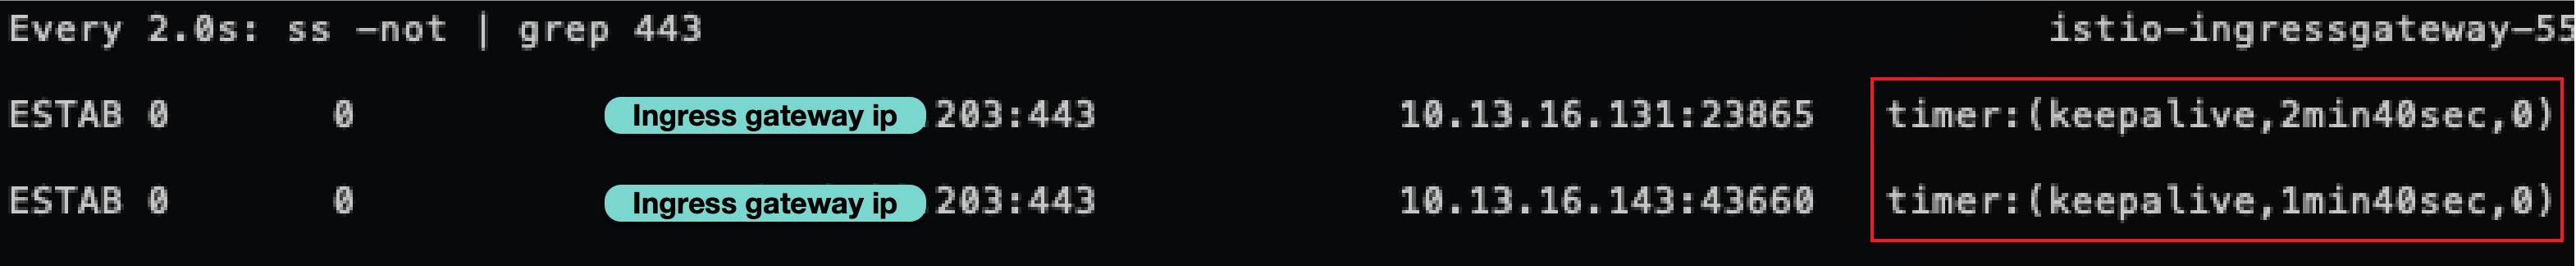 Every 2.0s: ss -not | grep 443 istio-ingressgateway-55
ESTAB 0 0 Ingress gateway ip 203:443 10.13.16.131:23865 timer:(keepalive,2min40sec,0)
ESTAB 0 0 Ingress gateway ip 203:443 10.13.16.143:43660 timer:(keepalive,1min40sec,0)